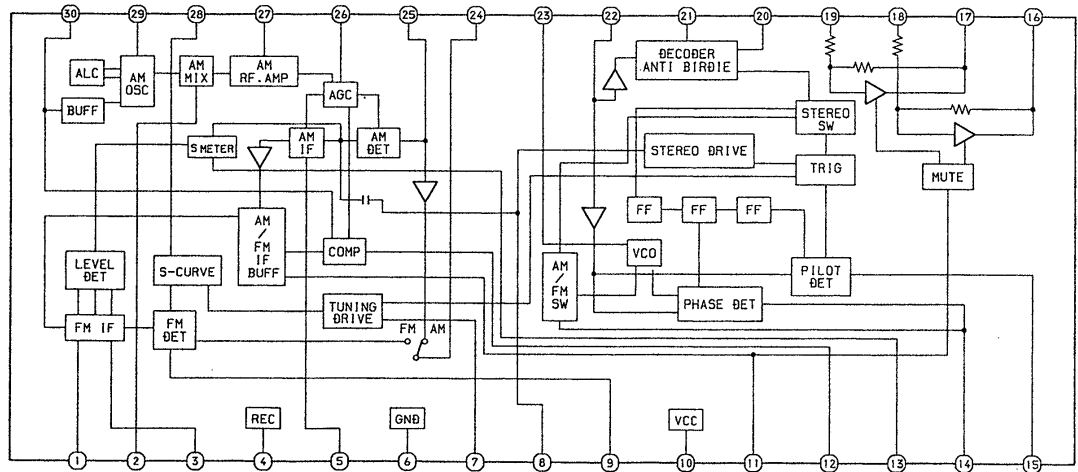 30 29 28 27 26 25 24 23 22 21 20 19 18 17 16
ALC
AM
OSC
AM
MIX
AM
RF.AMP
AGC
BUFF
S METER
AM
IF
AM
DET
DECODER
ANTI BIRDIE
STEREO
SW
STEREO DRIVE
TRIG
MUTE
FF FF FF
AM
/
FM
IF
BUFF
COMP
LEVEL
DET
S-CURVE
AM
/
FM
SW
VCO
PILOT
DET
PHASE DET
TUNING
DRIVE
FM IF
FM
DET
FM AM
REC
GND
VCC
1 2 3 4 5 6 7 8 9 10 11 12 13 14 15